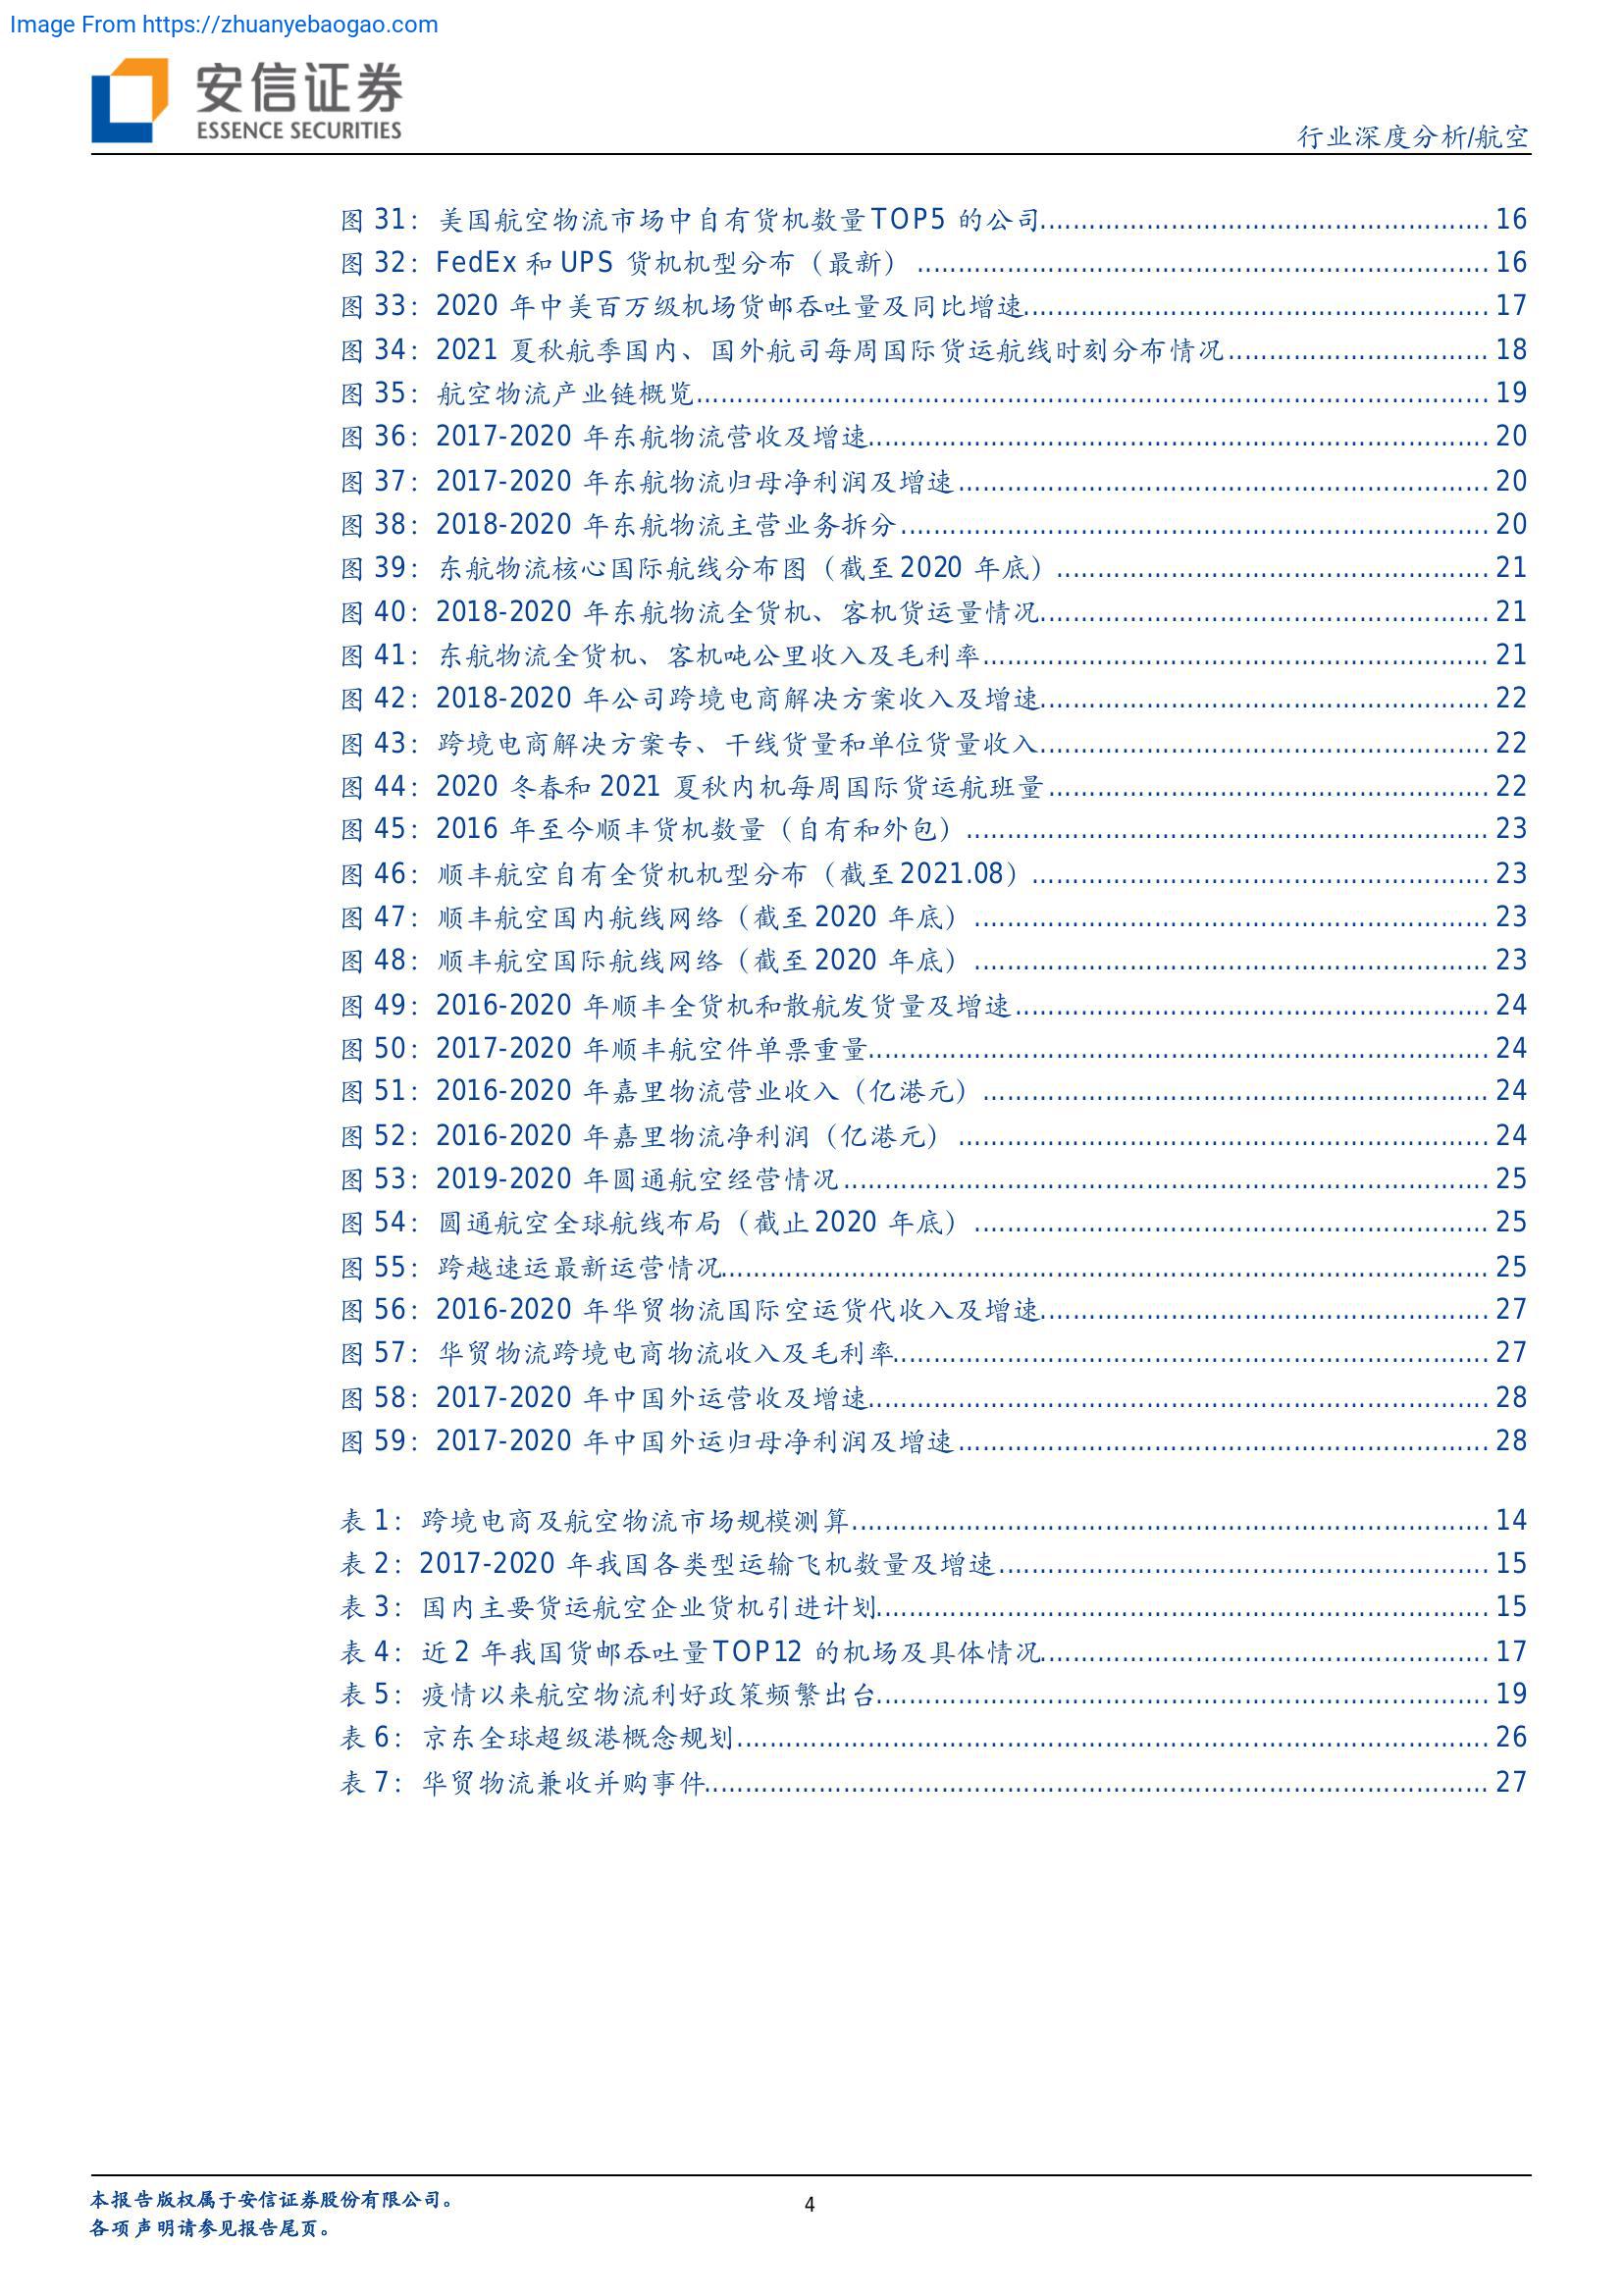 Image From https://zhuanyebaogao.com
安信证券
ESSENCE SECURITIES
行业深度分析/航空
图 31：美国航空物流市场中自有货机数量 TOP5 的公司 16
图 32：FedEx 和 UPS 货机机型分布（最新） 16
图 33：2020 年中美百万级机场货邮吞吐量及同比增速 17
图 34：2021 夏秋航季国内、国外航司每周国际货运航线时刻分布情况 18
图 35：航空物流产业链概览 19
图 36：2017-2020 年东航物流营收及增速 20
图 37：2017-2020 年东航物流归母净利润及增速 20
图 38：2018-2020 年东航物流主营业务拆分 20
图 39：东航物流核心国际航线分布图（截至 2020 年底） 21
图 40：2018-2020 年东航物流全货机、客机货运量情况 21
图 41：东航物流全货机、客机吨公里收入及毛利率 21
图 42：2018-2020 年公司跨境电商解决方案收入及增速 22
图 43：跨境电商解决方案专、干线货量和单位货量收入 22
图 44：2020 冬春和 2021 夏秋内机每周国际货运航班量 22
图 45：2016 年至今顺丰货机数量（自有和外包） 23
图 46：顺丰航空自有全货机机型分布（截至 2021.08） 23
图 47：顺丰航空国内航线网络（截至 2020 年底） 23
图 48：顺丰航空国际航线网络（截至 2020 年底） 23
图 49：2016-2020 年顺丰全货机和散航发货量及增速 24
图 50：2017-2020 年顺丰航空件单票重量 24
图 51：2016-2020 年嘉里物流营业收入（亿港元） 24
图 52：2016-2020 年嘉里物流净利润（亿港元） 24
图 53：2019-2020 年圆通航空经营情况 25
图 54：圆通航空全球航线布局（截止 2020 年底） 25
图 55：跨越速运最新运营情况 25
图 56：2016-2020 年华贸物流国际空运货代收入及增速 27
图 57：华贸物流跨境电商物流收入及毛利率 27
图 58：2017-2020 年中国外运营收及增速 28
图 59：2017-2020 年中国外运归母净利润及增速 28
表 1：跨境电商及航空物流市场规模测算 14
表 2：2017-2020 年我国各类型运输飞机数量及增速 15
表 3：国内主要货运航空企业货机引进计划 15
表 4：近 2 年我国货邮吞吐量 TOP12 的机场及具体情况 17
表 5：疫情以来航空物流利好政策频繁出台 19
表 6：京东全球超级港概念规划 26
表 7：华贸物流兼收并购事件 27
本报告版权属于安信证券股份有限公司。
4
各项声明请参见报告尾页。